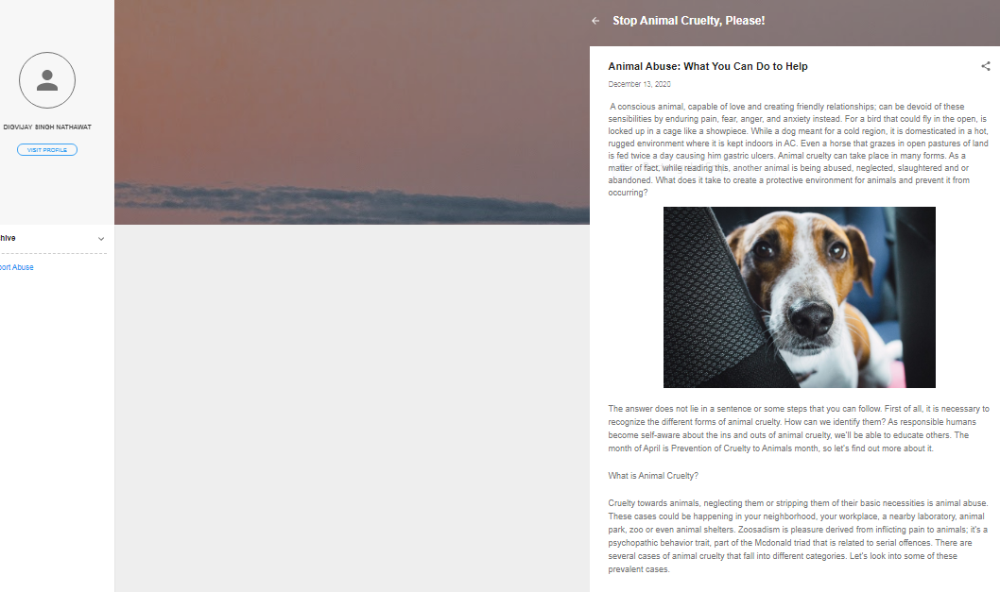 Stop Animal Cruelty, Please!
DIGVIJAY SINGH NATHAWAT
VISIT PROFILE
hive
ort Abuse
Animal Abuse: What You Can Do to Help
December 13, 2020
A conscious animal, capable of love and creating friendly relationships; can be devoid of these
sensibilities by enduring pain, fear, anger, and anxiety instead. For a bird that could fly in the open, is
locked up in a cage like a showpiece. While a dog meant for a cold region, it is domesticated in a hot,
rugged environment where it is kept indoors in AC. Even a horse that grazes in open pastures of land
is fed twice a day causing him gastric ulcers. Animal cruelty can take place in many forms. As a
matter of fact, while reading this, another animal is being abused, neglected, slaughtered and or
abandoned. What does it take to create a protective environment for animals and prevent it from
occurring?
The answer does not lie in a sentence or some steps that you can follow. First of all, it is necessary to
recognize the different forms of animal cruelty. How can we identify them? As responsible humans
become self-aware about the ins and outs of animal cruelty, we'll be able to educate others. The
month of April is Prevention of Cruelty to Animals month, so let's find out more about it.
What is Animal Cruelty?
Cruelty towards animals, neglecting them or stripping them of their basic necessities is animal abuse.
These cases could be happening in your neighborhood, your workplace, a nearby laboratory, animal
park, zoo or even animal shelters. Zoosadism is pleasure derived from inflicting pain to animals; it's a
psychopathic behavior trait, part of the Mcdonald triad that is related to serial offences. There are
several cases of animal cruelty that fall into different categories. Let's look into some of these
prevalent cases.